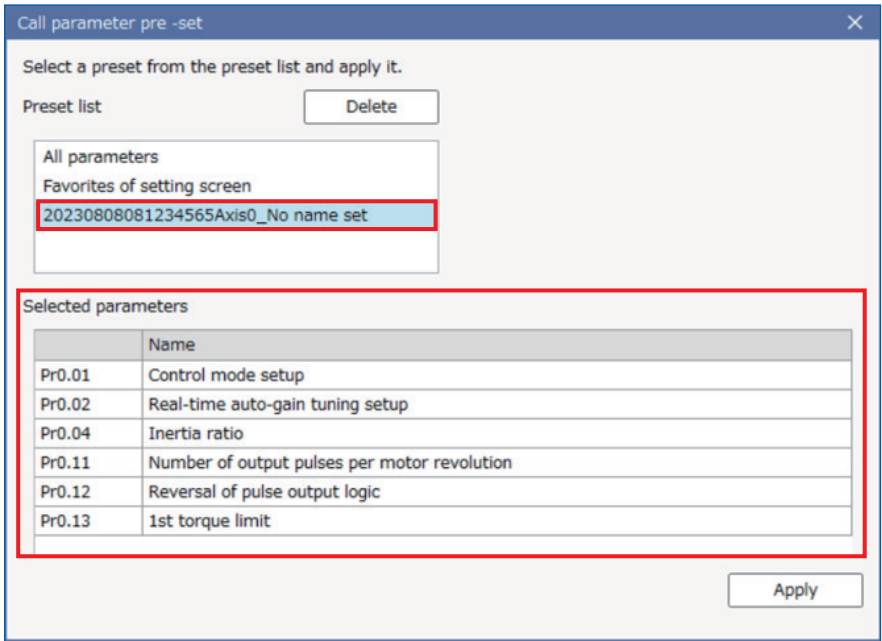 Call parameter pre -set
Select a preset from the preset list and apply it.
Preset list Delete
All parameters
Favorites of setting screen
20230808081234565Axis0_No name set
Selected parameters
Name
Pr0.01 Control mode setup
Pr0.02 Real-time auto-gain tuning setup
Pr0.04 Inertia ratio
Pr0.11 Number of output pulses per motor revolution
Pr0.12 Reversal of pulse output logic
Pr0.13 1st torque limit
Apply